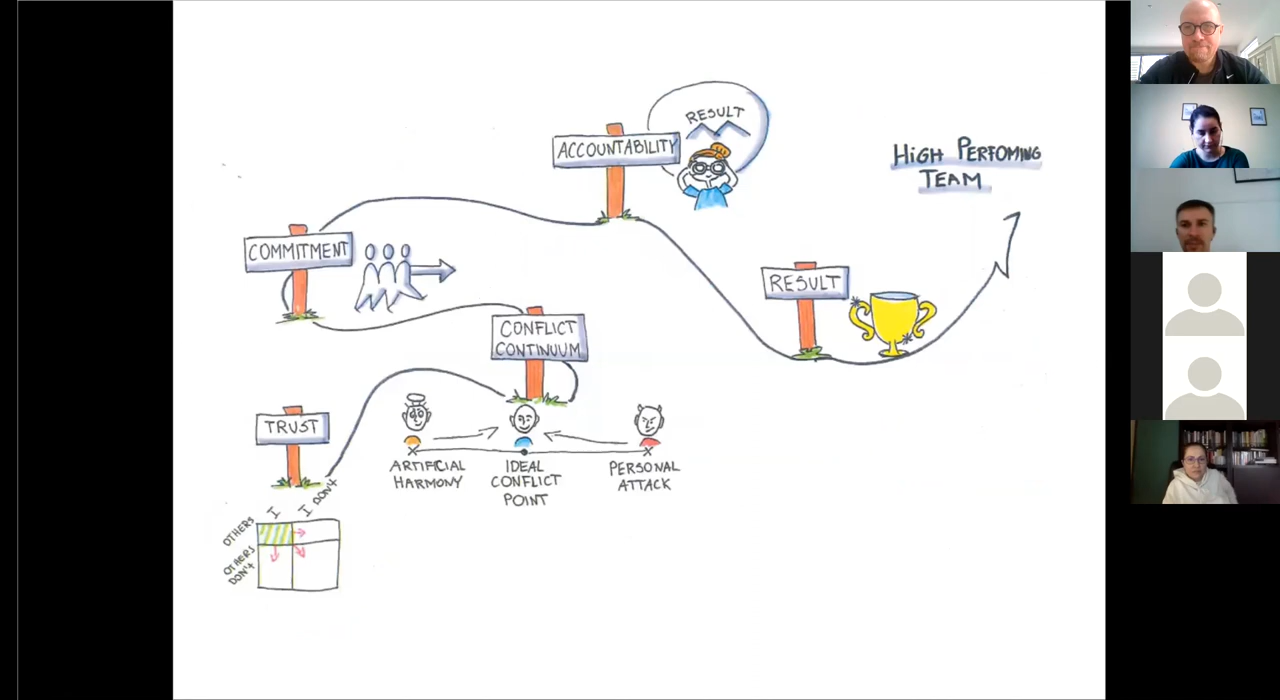 RESULT
ACCOUNTABILITY
HIGH PERFOMING
TEAM
COMMITMENT
RESULT
CONFLICT
CONTINUUM
TRUST
ARTIFICIAL
HARMONY
IDEAL
CONFLICT
POINT
PERSONAL
ATTACK
I
I DON'T
OTHERS
OTHERS
DON'T